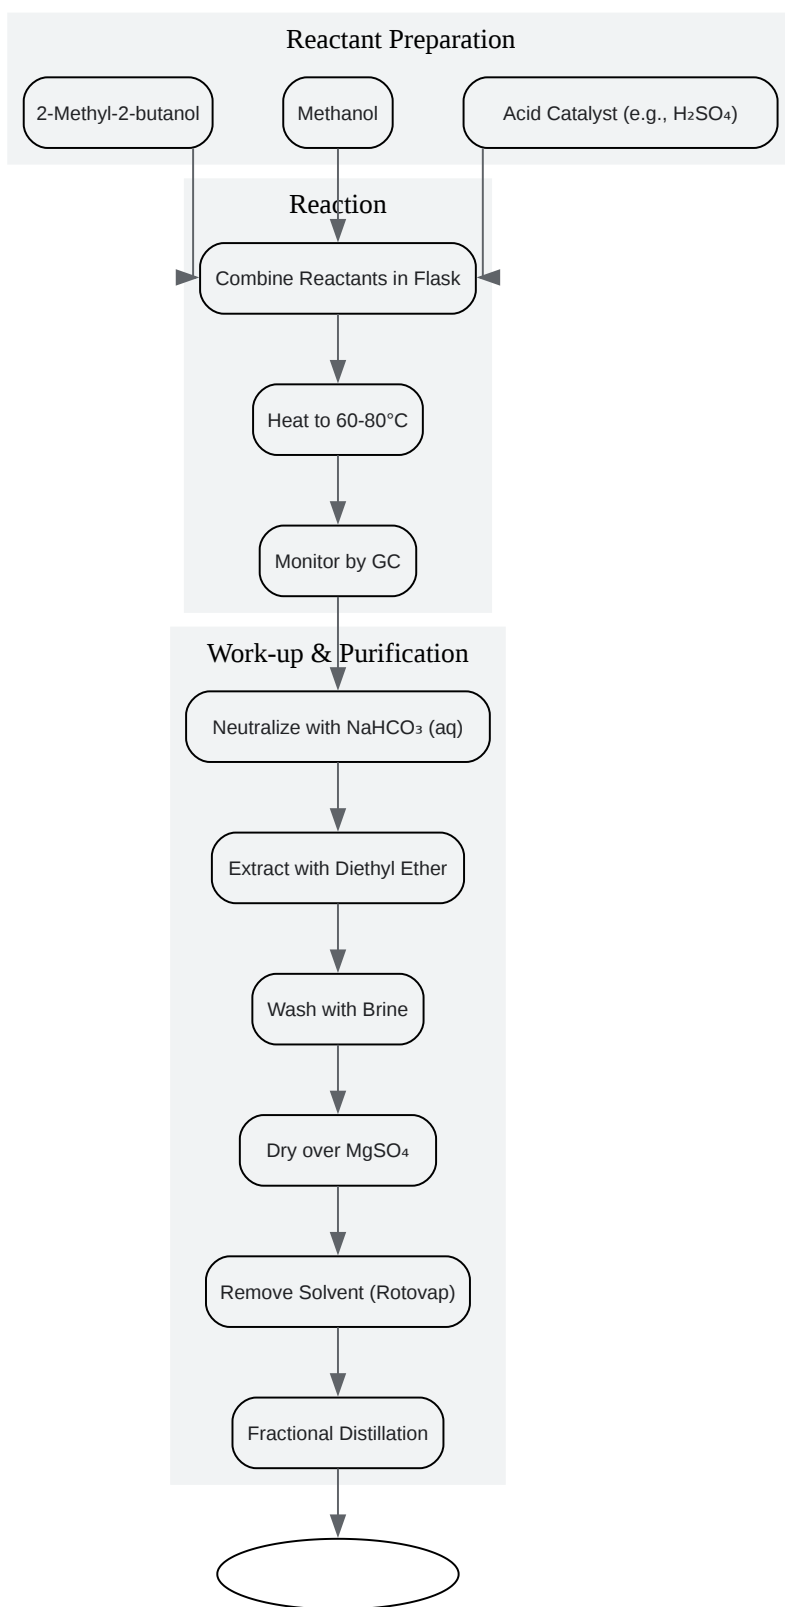 Reactant Preparation
2-Methyl-2-butanol
Methanol
Acid Catalyst (e.g., H₂SO₄)
Reaction
Combine Reactants in Flask
Heat to 60-80°C
Monitor by GC
Work-up & Purification
Neutralize with NaHCO₃ (aq)
Extract with Diethyl Ether
Wash with Brine
Dry over MgSO₄
Remove Solvent (Rotovap)
Fractional Distillation